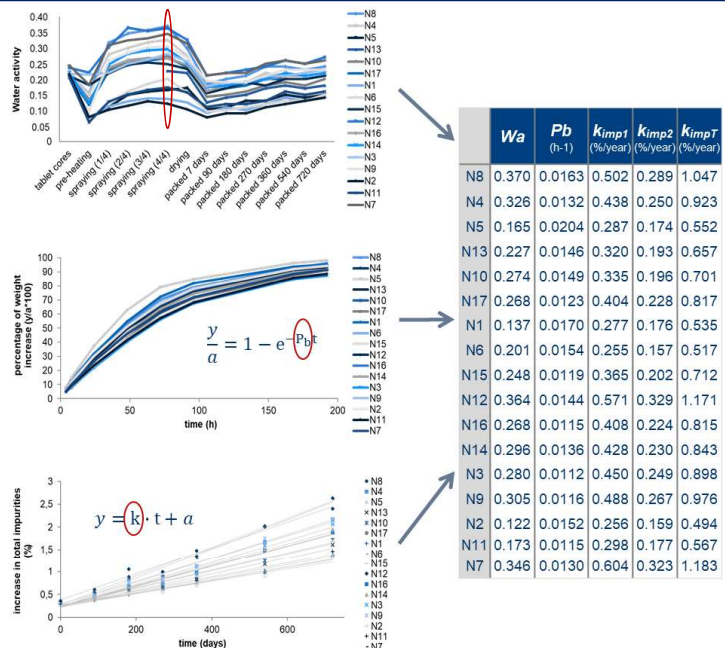 0.40
0.35
0.30
0.25
0.20
0.15
0.10
0.05
0.00
Water activity
tablet cores
pre-heating
spraying (1/4)
spraying (2/4)
spraying (3/4)
spraying (4/4)
drying
packed 7 days
packed 90 days
packed 180 days
packed 270 days
packed 360 days
packed 540 days
packed 720 days
N8
N4
N5
N13
N10
N17
N1
N6
N15
N12
N16
N14
N3
N9
N2
N11
N7
percentage of weight
increase (y/a *100)
100
90
80
70
60
50
40
30
20
10
0
0 50 100 150 200
time (h)
y/a = 1 − e^−P_b t
N8
N4
N5
N13
N10
N17
N1
N6
N15
N12
N16
N14
N3
N9
N2
N11
N7
increase in total impurities
(%)
3
2,5
2
1,5
1
0,5
0
0 200 400 600
time (days)
y = k · t + a
N8
N4
N5
N13
N10
N17
N1
N6
N15
N12
N16
N14
N3
N9
N2
N11
N7
Wa Pb kimp1 kimp2 kimpT
(h-1) (%/year) (%/year) (%/year)
N8 0.370 0.0163 0.502 0.289 1.047
N4 0.326 0.0132 0.438 0.250 0.923
N5 0.165 0.0204 0.287 0.174 0.552
N13 0.227 0.0146 0.320 0.193 0.657
N10 0.274 0.0149 0.335 0.196 0.701
N17 0.268 0.0123 0.404 0.228 0.817
N1 0.137 0.0170 0.277 0.176 0.535
N6 0.201 0.0154 0.255 0.157 0.517
N15 0.248 0.0119 0.365 0.202 0.712
N12 0.364 0.0144 0.571 0.329 1.171
N16 0.268 0.0115 0.408 0.224 0.815
N14 0.296 0.0136 0.428 0.230 0.843
N3 0.280 0.0112 0.450 0.249 0.898
N9 0.305 0.0116 0.488 0.267 0.976
N2 0.122 0.0152 0.256 0.159 0.494
N11 0.173 0.0115 0.298 0.177 0.567
N7 0.346 0.0130 0.604 0.323 1.183